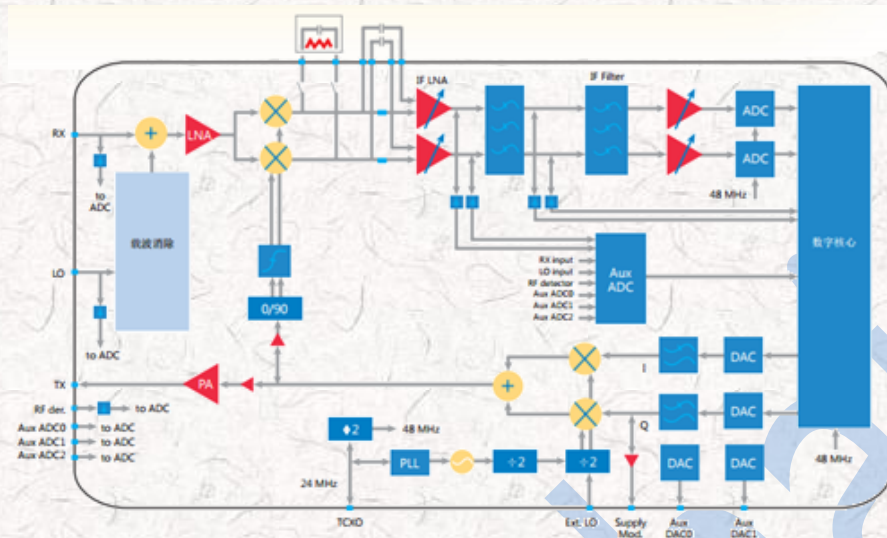 IF LNA
IF Filter
RX
LNA
ADC
ADC
48 MHz
to
ADC
载波消除
数字核心
LO
RX input
LO input
RF detector
Aux ADC0
Aux ADC1
Aux ADC2
Aux
ADC
0/90
to ADC
I
DAC
TX
PA
RF der.
to ADC
Aux ADC0
to ADC
Aux ADC1
to ADC
Aux ADC2
to ADC
Q
DAC
48 MHz
PLL
÷2
÷2
DAC
DAC
48 MHz
24 MHz
TCXO
Ext. LO
Supply
Mod.
Aux
DAC0
Aux
DAC1